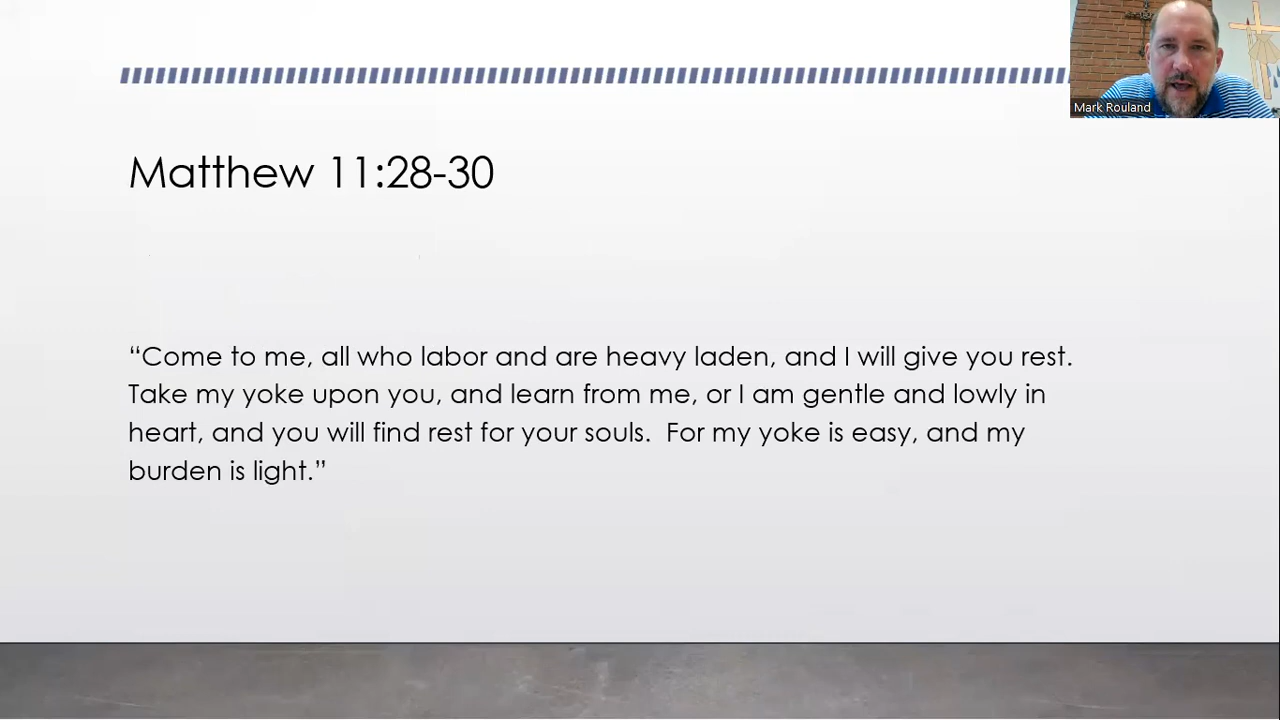 Mark Rouland
Matthew 11:28-30
“Come to me, all who labor and are heavy laden, and I will give you rest.
Take my yoke upon you, and learn from me, or I am gentle and lowly in
heart, and you will find rest for your souls.  For my yoke is easy, and my
burden is light.”